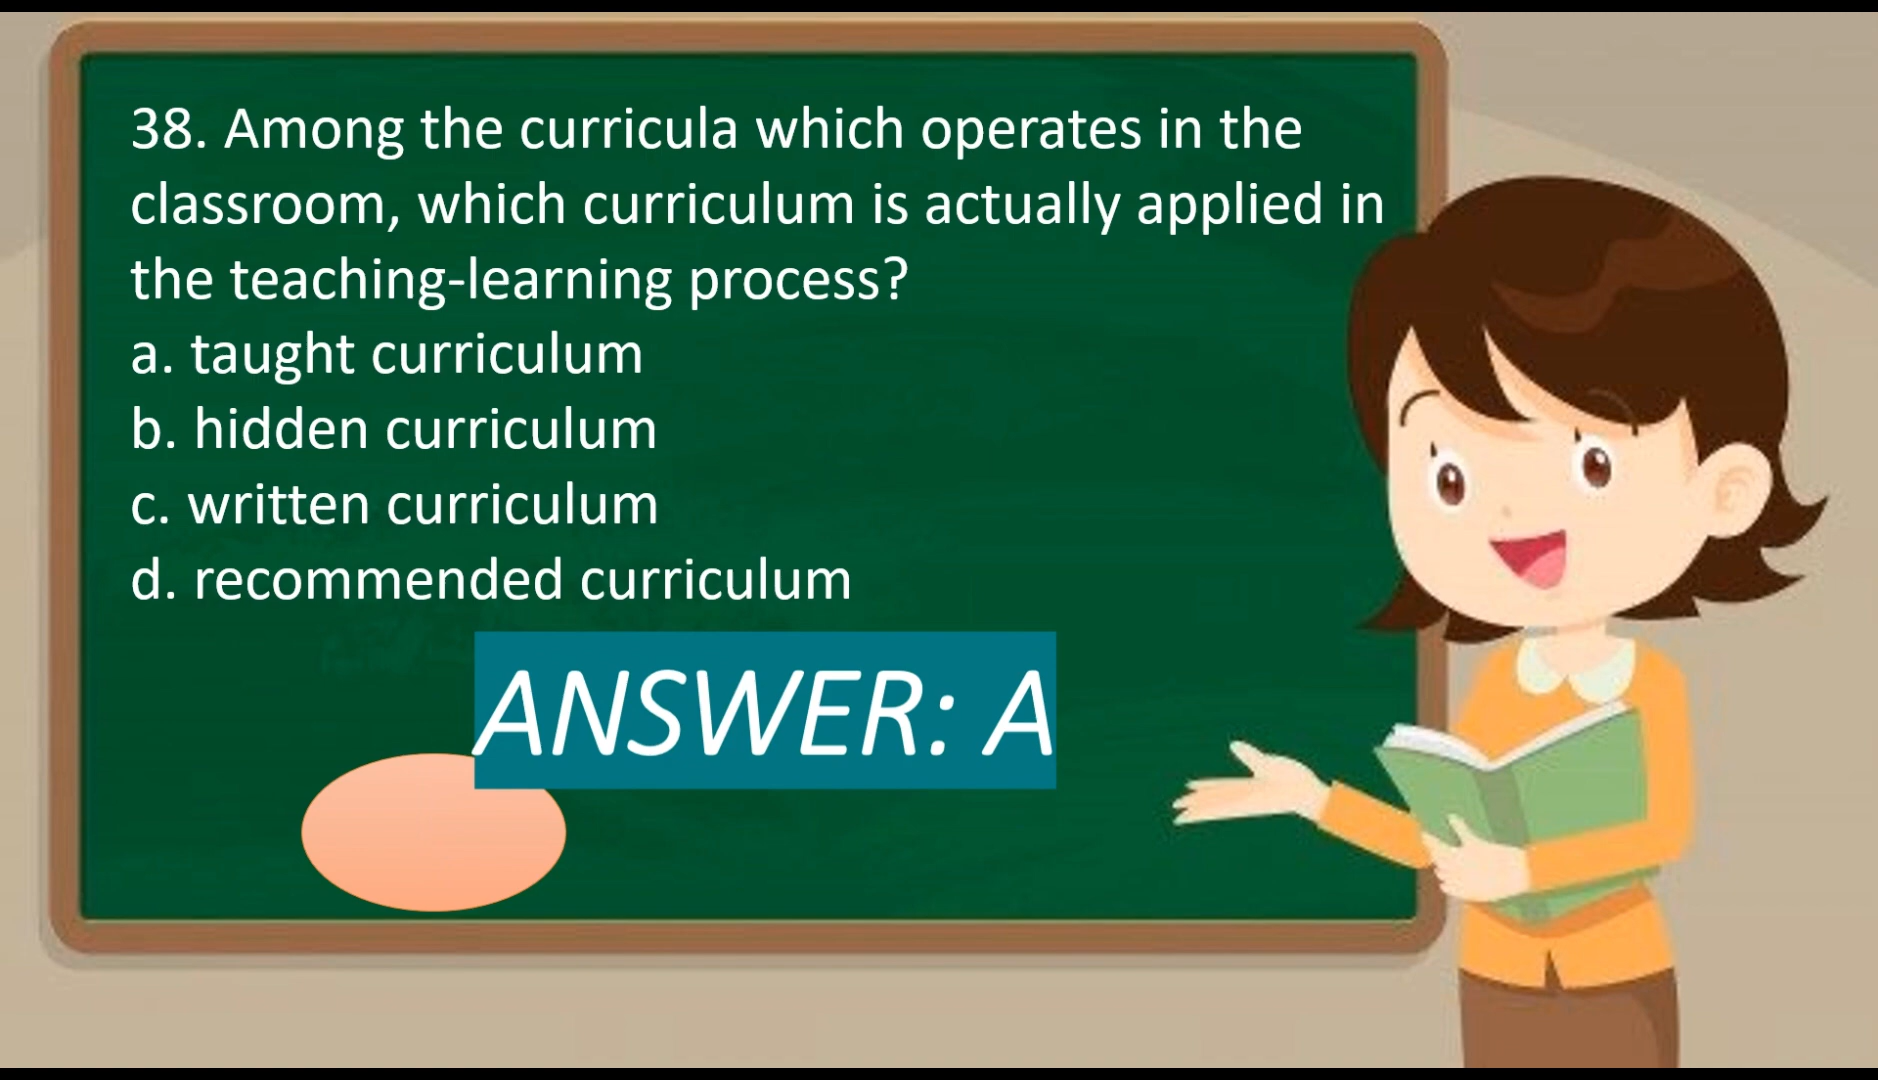 38. Among the curricula which operates in the
classroom, which curriculum is actually applied in
the teaching-learning process?
a. taught curriculum
b. hidden curriculum
c. written curriculum
d. recommended curriculum
ANSWER: A